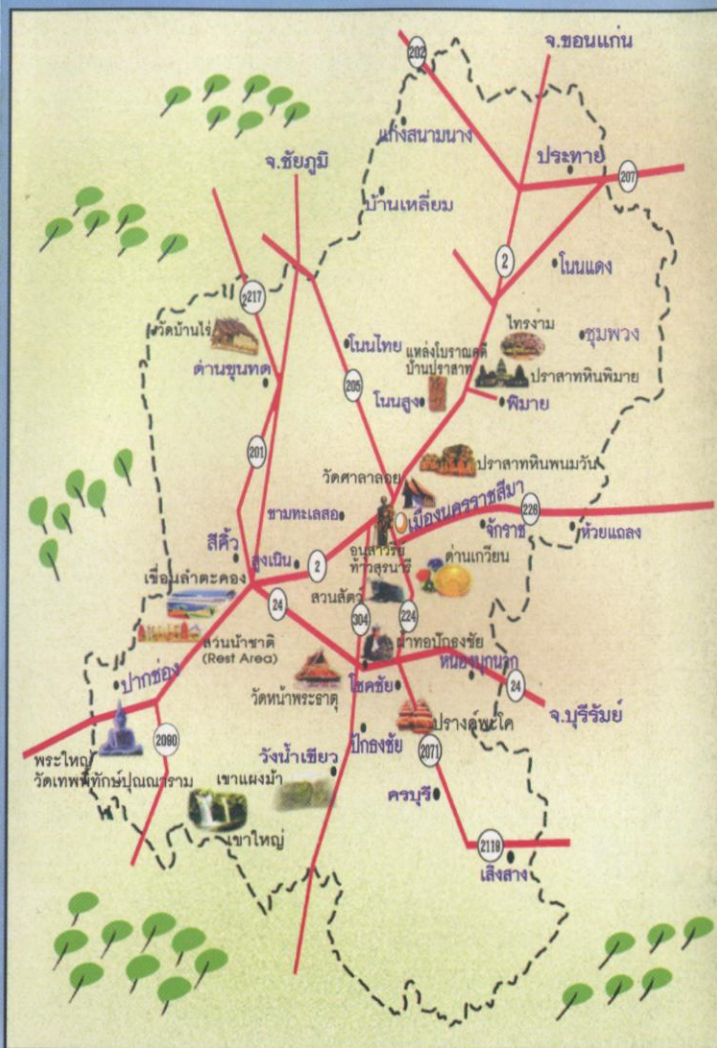 จ.ขอนแก่น
202
แก่งสนามนาง
จ.ชัยภูมิ
ประทาย
207
บ้านเหลื่อม
2
โนนแดง
2217
วัดบ้านไร่
ไทรงาม
ชุมพวง
โนนไทย
แหล่งโบราณคดี
บ้านปราสาท
ด่านขุนทด
205
ปราสาทหินพิมาย
โนนสูง
พิมาย
201
ปราสาทหินพนมวัน
วัดศาลาลอย
ขามทะเลสอ
เมืองนครราชสีมา
226
จักราช
ห้วยแถลง
สีคิ้ว
สูงเนิน
2
อนุสาวรีย์
ท้าวสุรนารี
ด่านเกวียน
เขื่อนลำตะคอง
24
สวนสัตว์
304
224
สวนน้ำชาติ
(Rest Area)
ผ้าทอปักธงชัย
หนองบุกนาก
ปากช่อง
วัดหน้าพระธาตุ
โชคชัย
24
จ.บุรีรัมย์
ปรางค์พะโค
2090
ปักธงชัย
2071
พระใหญ่
วัดเทพพิทักษ์ปุณณาราม
วังน้ำเขียว
เขาแผงม้า
ครบุรี
เขาใหญ่
2119
เสิงสาง